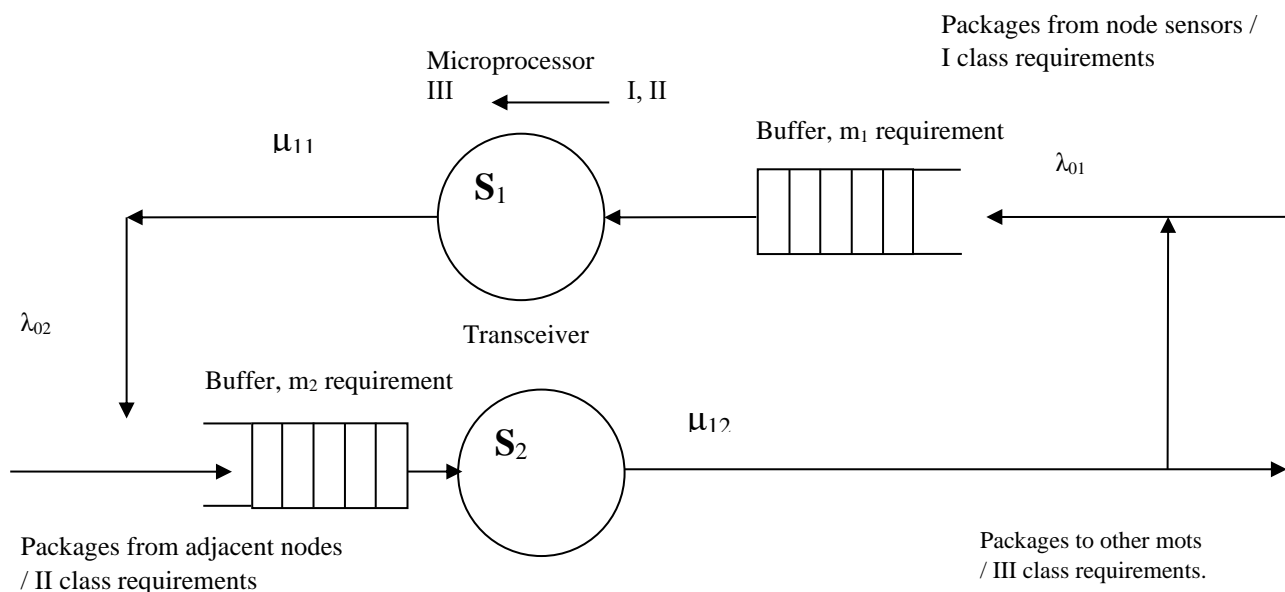 Packages from node sensors /
I class requirements
Microprocessor
III
I, II
Buffer, m₁ requirement
μ₁₁
λ₀₁
S₁
λ₀₂
Transceiver
Buffer, m₂ requirement
μ₁₂
S₂
Packages from adjacent nodes
/ II class requirements
Packages to other mots
/ III class requirements.